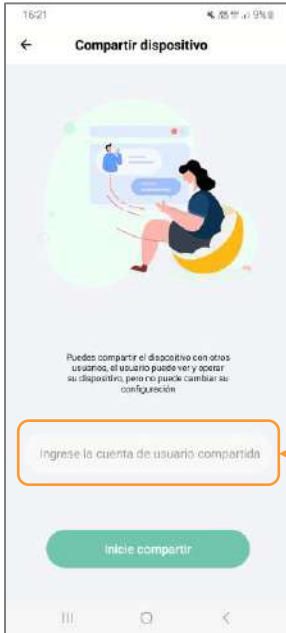 16:21
9%
Compartir dispositivo
Puedes compartir el dispositivo con otros
usuarios, el usuario puede ver y operar
su dispositivo, pero no puede cambiar su
configuración
Ingrese la cuenta de usuario compartida
Inicie compartir